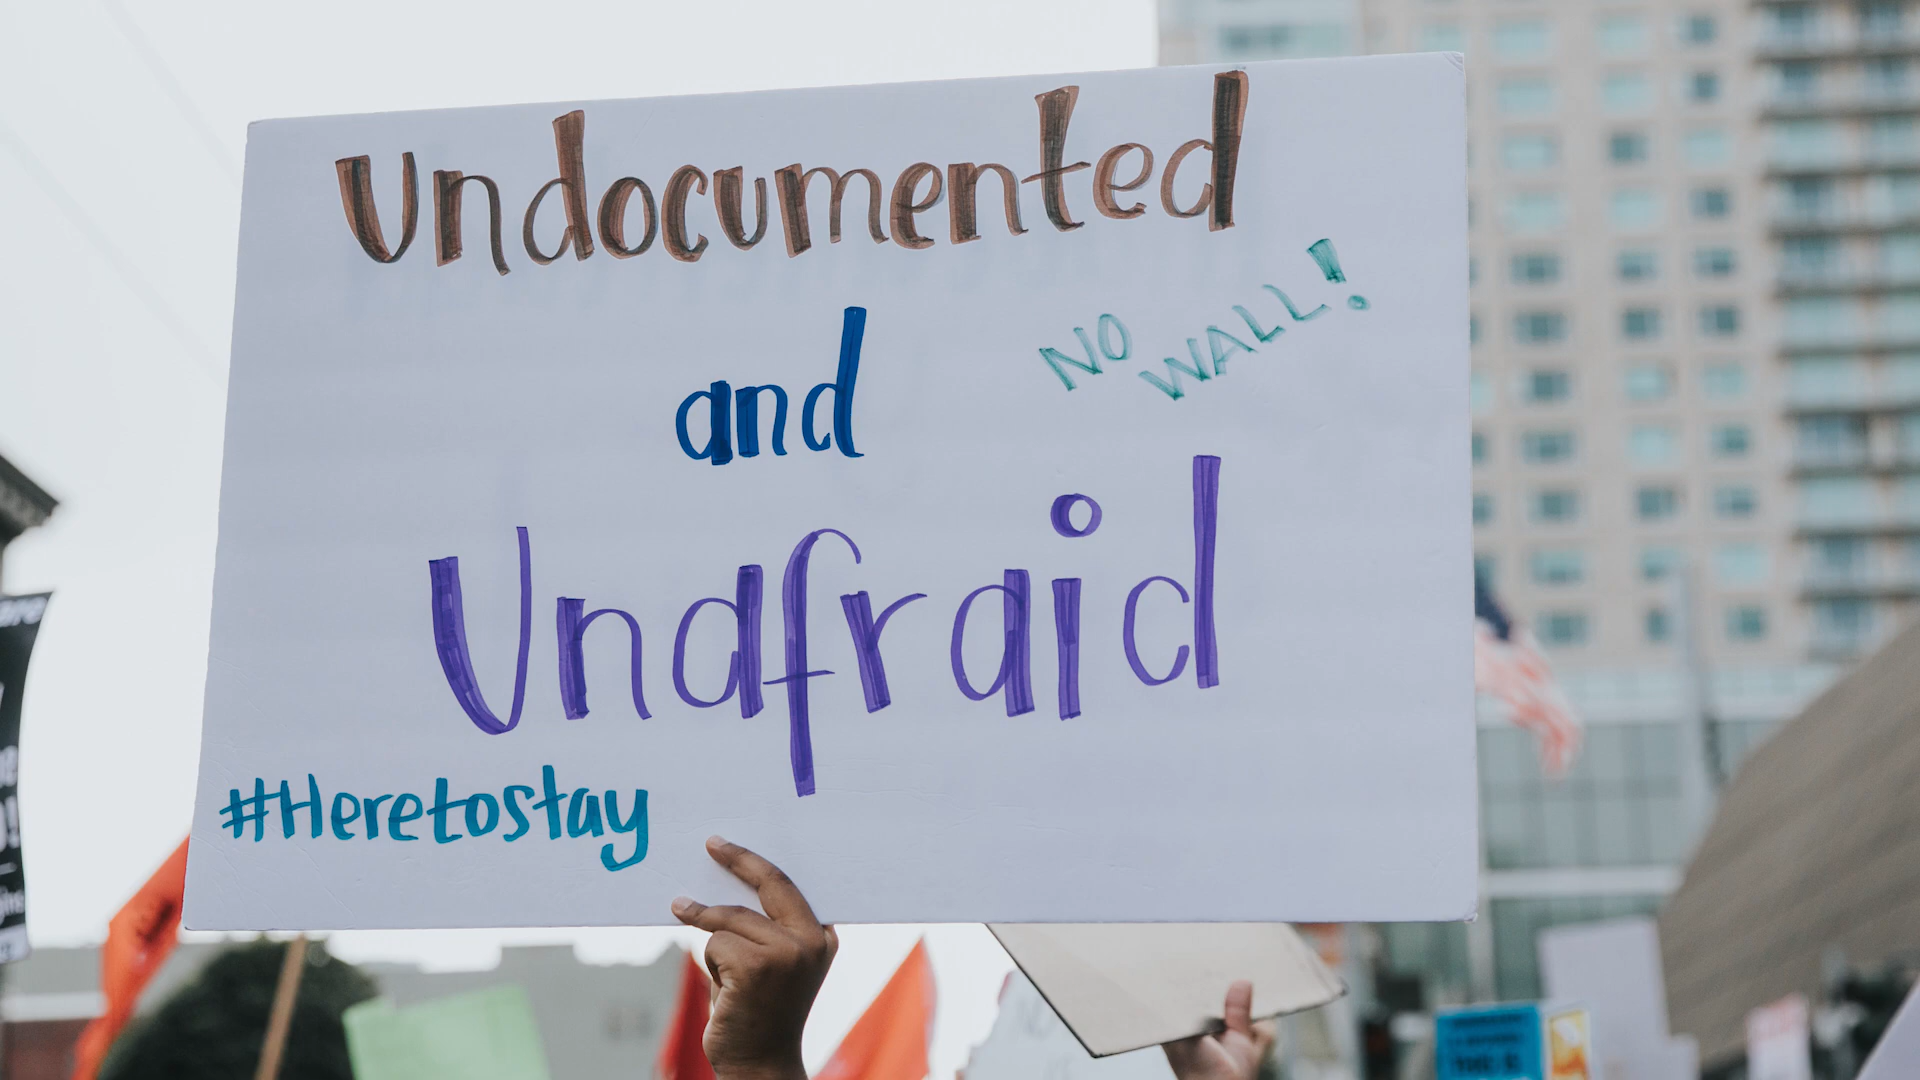 Undocumented
and
NO WALL!
Unafraid
#Heretostay